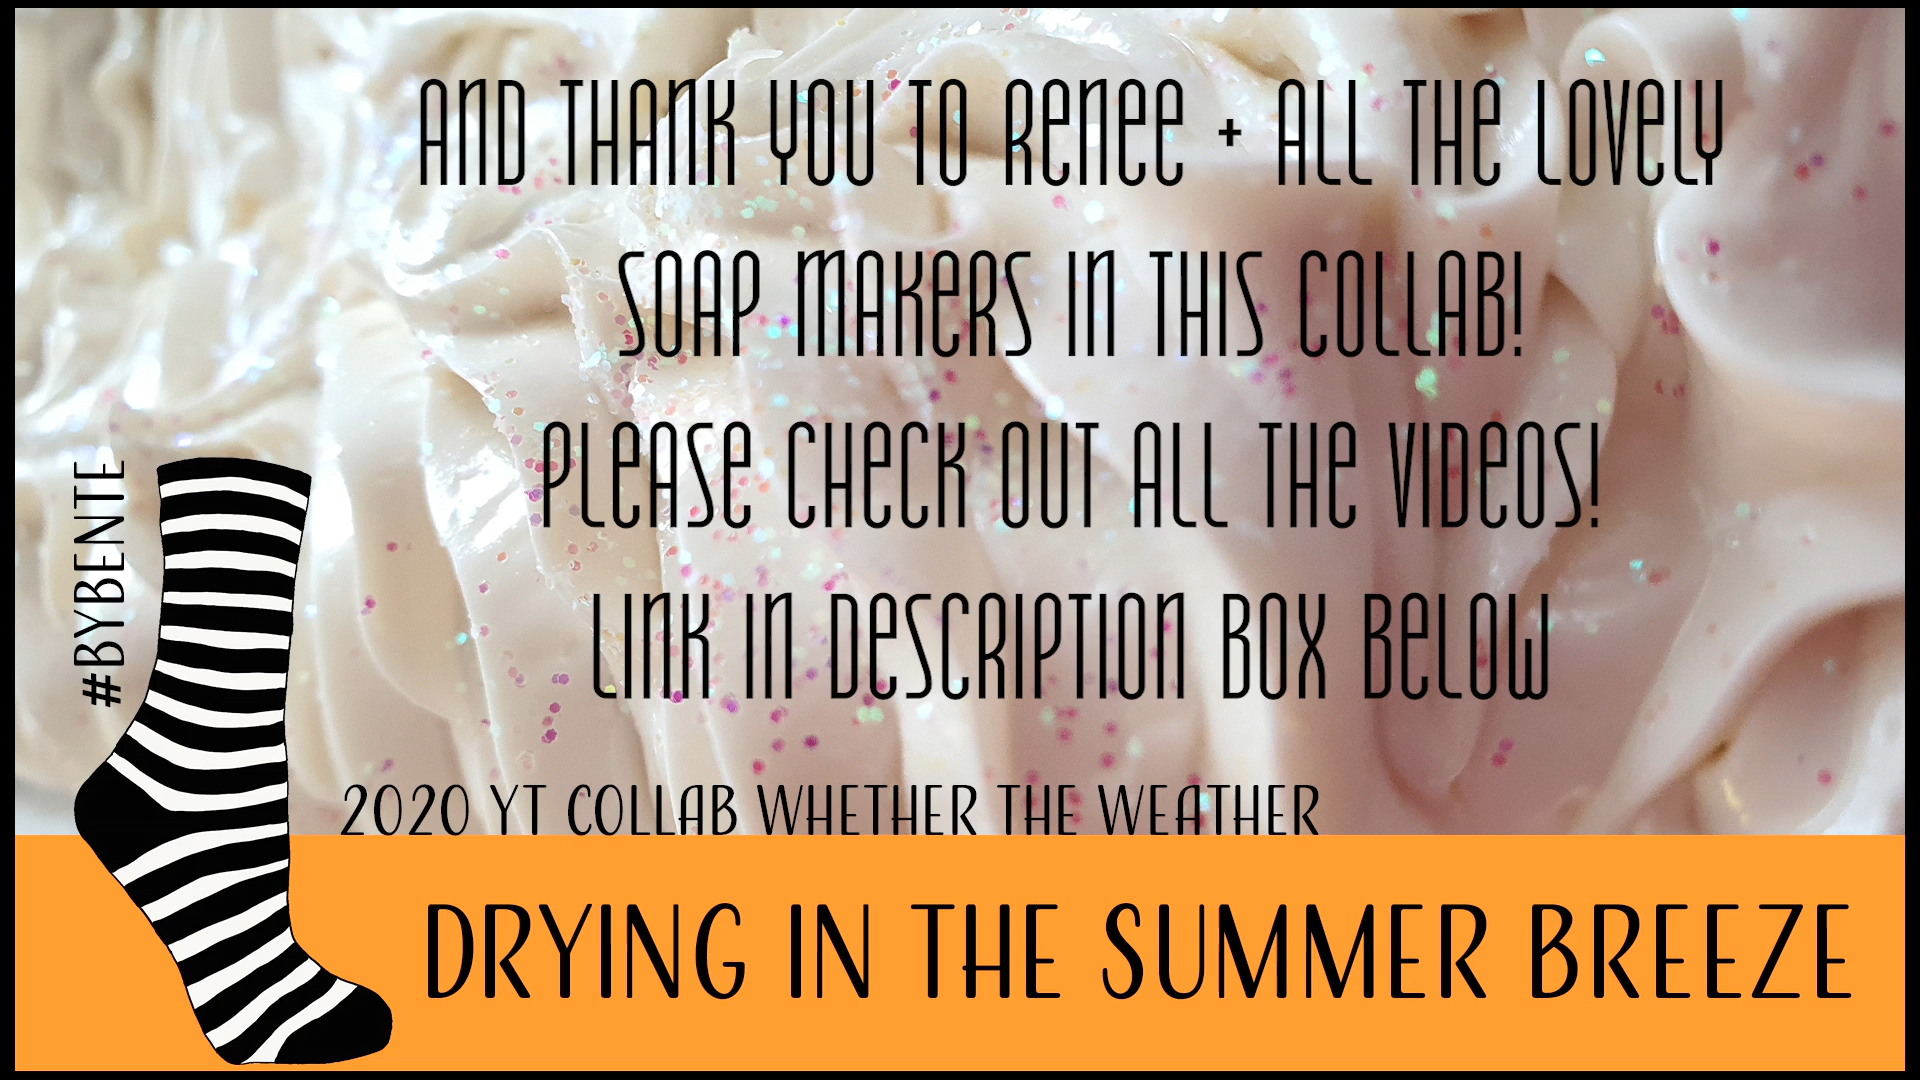 AND THANK YOU TO RENEE + ALL THE LOVELY
SOAP MAKERS IN THIS COLLAB!
PLEASE CHECK OUT ALL THE VIDEOS!
LINK IN DESCRIPTION BOX BELOW
#BYBENTE
2020 YT COLLAB WHETHER THE WEATHER
DRYING IN THE SUMMER BREEZE